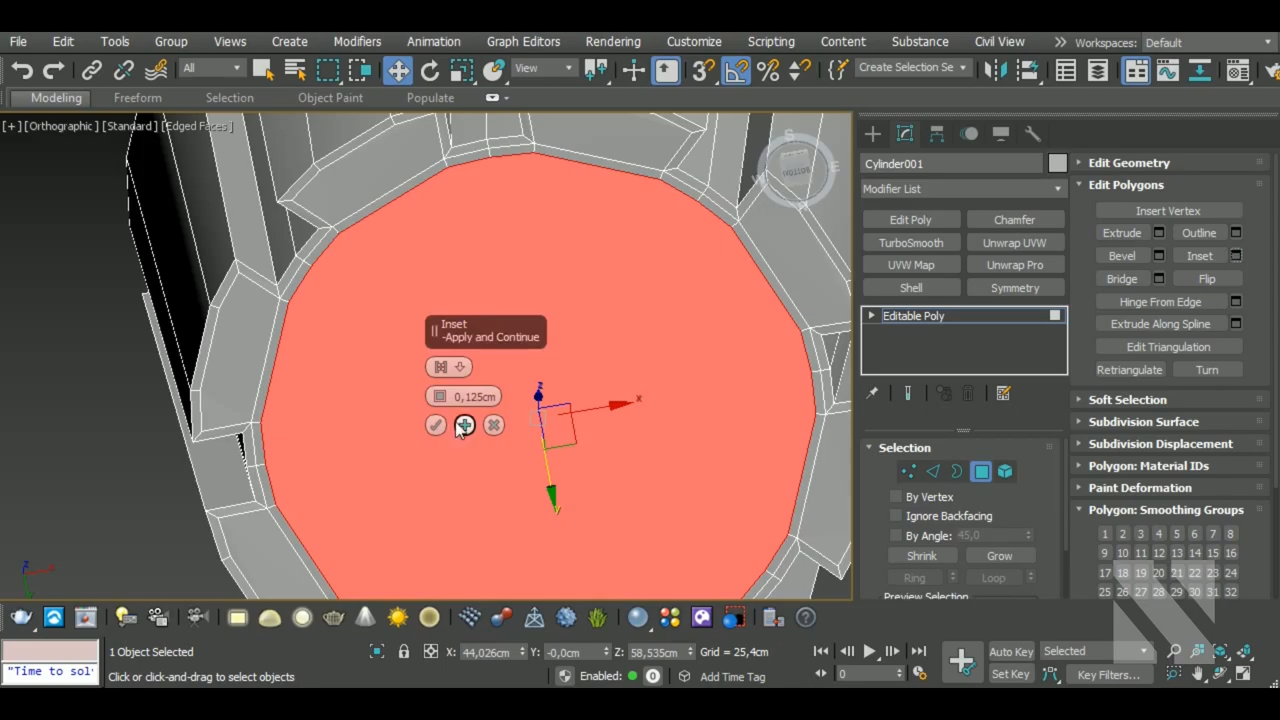 File Edit Tools Group Views Create Modifiers Animation Graph Editors Rendering Customize Scripting Content Substance Civil View Workspaces: Default
All View Create Selection Se
Modeling Freeform Selection Object Paint Populate
[+] [Orthographic] [Standard] [Edged Faces]
S
E
W
BOTTOM
Cylinder001
Modifier List
Edit Poly Chamfer
TurboSmooth Unwrap UVW
UVW Map Unwrap Pro
Shell Symmetry
Editable Poly
Selection
By Vertex
Ignore Backfacing
By Angle: 45,0
Shrink Grow
Ring Loop
Preview Selection
Edit Geometry
Edit Polygons
Insert Vertex
Extrude Outline
Bevel Inset
Bridge Flip
Hinge From Edge
Extrude Along Spline
Edit Triangulation
Retriangulate Turn
Soft Selection
Subdivision Surface
Subdivision Displacement
Polygon: Material IDs
Paint Deformation
Polygon: Smoothing Groups
1 2 3 4 5 6 7 8
9 10 11 12 13 14 15 16
17 18 19 20 21 22 23 24
25 26 27 28 29 30 31 32
Inset
-Apply and Continue
0,125cm
z
x
y
"Time to sol
1 Object Selected X: 44,026cm Y: -0,0cm Z: 58,535cm Grid = 25,4cm Auto Key Selected
Click or click-and-drag to select objects Enabled: 0 Add Time Tag 0 Set Key Key Filters...